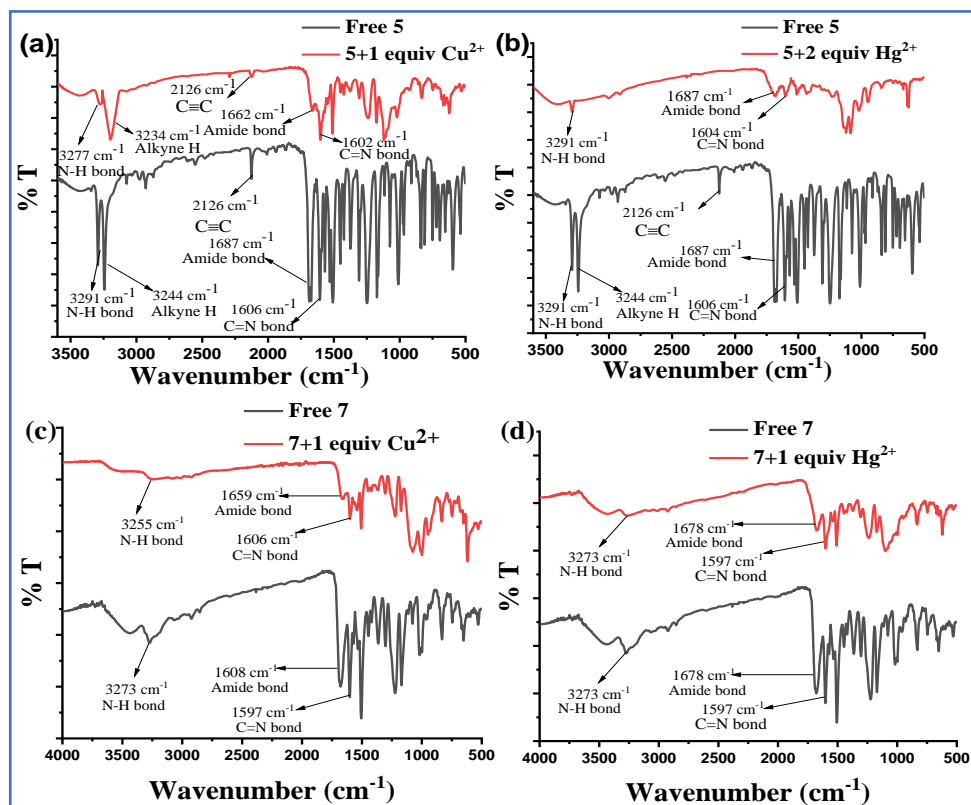 (a)
Free 5
5+1 equiv Cu²⁺
2126 cm⁻¹
C≡C
1662 cm⁻¹
Amide bond
3277 cm⁻¹
N-H bond
3234 cm⁻¹
Alkyne H
1602 cm⁻¹
C=N bond
2126 cm⁻¹
C≡C
1687 cm⁻¹
Amide bond
3291 cm⁻¹
N-H bond
3244 cm⁻¹
Alkyne H
1606 cm⁻¹
C=N bond
% T
3500 3000 2500 2000 1500 1000 500
Wavenumber (cm⁻¹)
(b)
Free 5
5+2 equiv Hg²⁺
1687 cm⁻¹
Amide bond
3291 cm⁻¹
N-H bond
1604 cm⁻¹
C=N bond
2126 cm⁻¹
C≡C
1687 cm⁻¹
Amide bond
3291 cm⁻¹
N-H bond
3244 cm⁻¹
Alkyne H
1606 cm⁻¹
C=N bond
% T
3500 3000 2500 2000 1500 1000 500
Wavenumber (cm⁻¹)
(c)
Free 7
7+1 equiv Cu²⁺
1659 cm⁻¹
Amide bond
3255 cm⁻¹
N-H bond
1606 cm⁻¹
C=N bond
1608 cm⁻¹
Amide bond
3273 cm⁻¹
N-H bond
1597 cm⁻¹
C=N bond
% T
4000 3500 3000 2500 2000 1500 1000 500
Wavenumber (cm⁻¹)
(d)
Free 7
7+1 equiv Hg²⁺
1678 cm⁻¹
Amide bond
3273 cm⁻¹
N-H bond
1597 cm⁻¹
C=N bond
1678 cm⁻¹
Amide bond
3273 cm⁻¹
N-H bond
1597 cm⁻¹
C=N bond
% T
4000 3500 3000 2500 2000 1500 1000 500
Wavenumber (cm⁻¹)